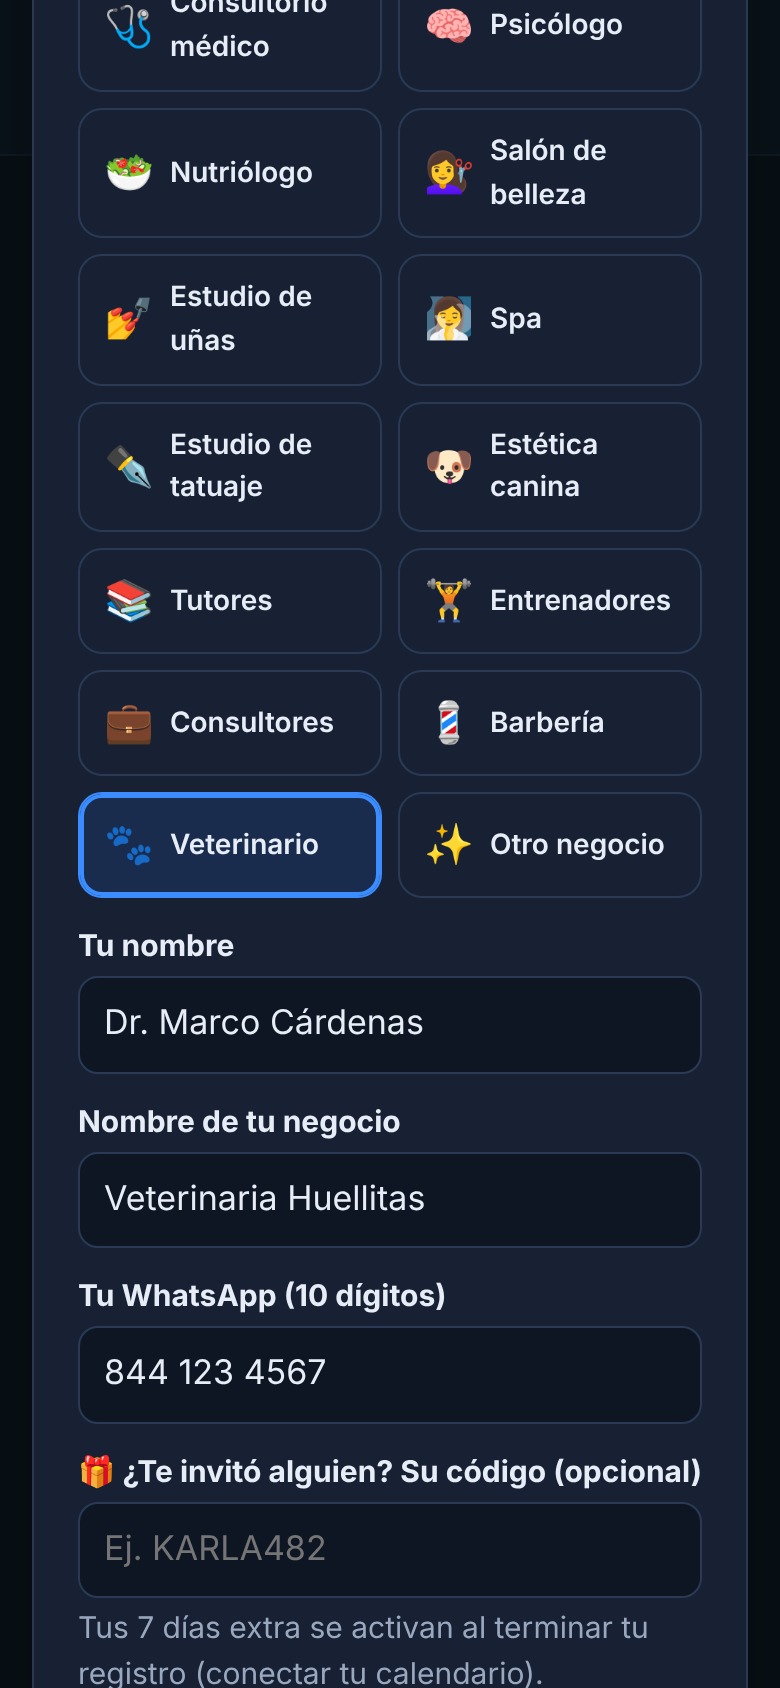 Consultorio
médico
Psicólogo
Nutriólogo
Salón de
belleza
Estudio de
uñas
Spa
Estudio de
tatuaje
Estética
canina
Tutores
Entrenadores
Consultores
Barbería
Veterinario
Otro negocio
Tu nombre
Dr. Marco Cárdenas
Nombre de tu negocio
Veterinaria Huellitas
Tu WhatsApp (10 dígitos)
844 123 4567
🎁 ¿Te invitó alguien? Su código (opcional)
Ej. KARLA482
Tus 7 días extra se activan al terminar tu
registro (conectar tu calendario).